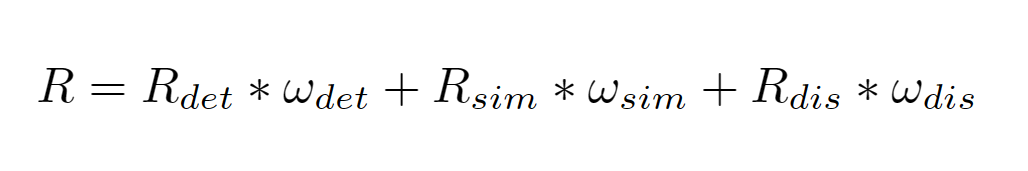 R = R_{det} * ω_{det} + R_{sim} * ω_{sim} + R_{dis} * ω_{dis}